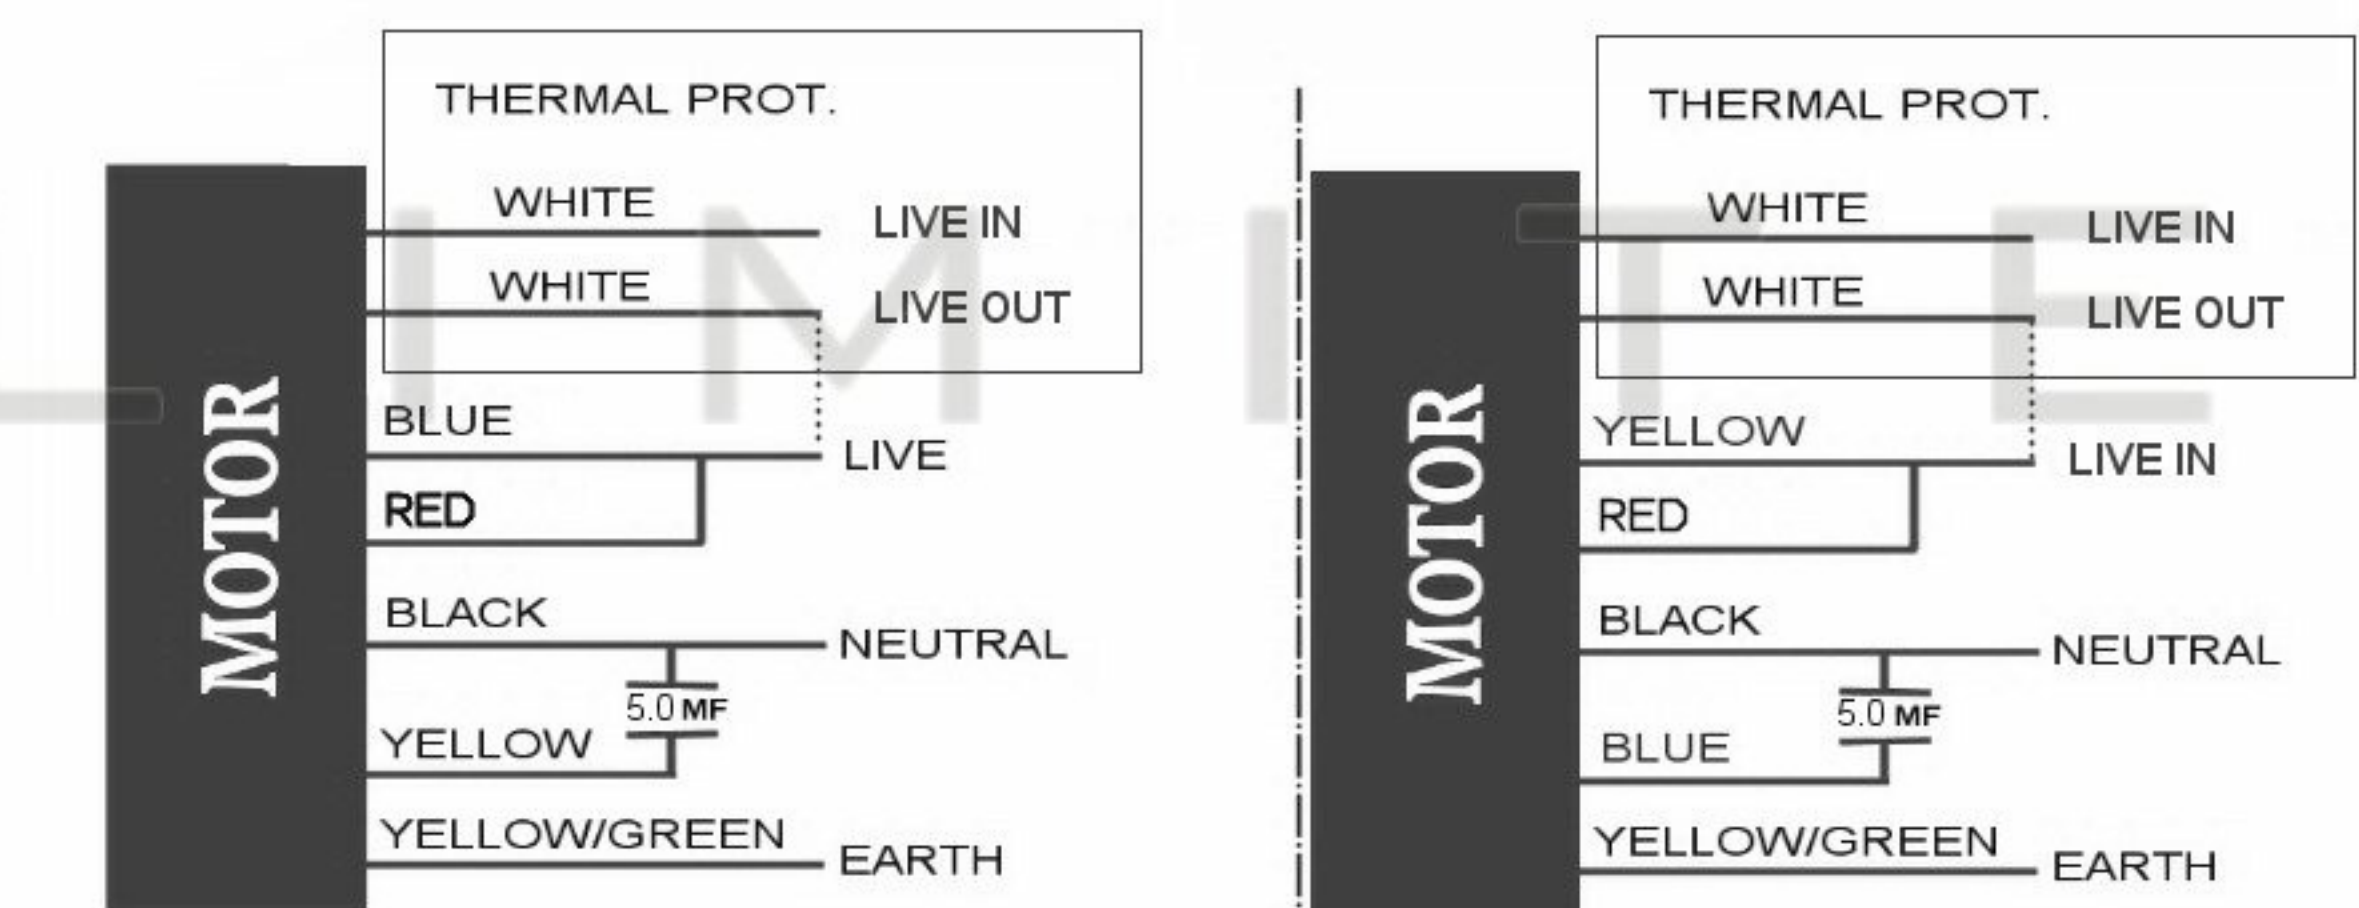 THERMAL PROT.
WHITE LIVE IN
WHITE LIVE OUT
MOTOR
BLUE
LIVE
RED
BLACK
NEUTRAL
5.0 MF
YELLOW
YELLOW/GREEN
EARTH
THERMAL PROT.
WHITE LIVE IN
WHITE LIVE OUT
MOTOR
YELLOW
LIVE IN
RED
BLACK
NEUTRAL
5.0 MF
BLUE
YELLOW/GREEN
EARTH
LIMITE